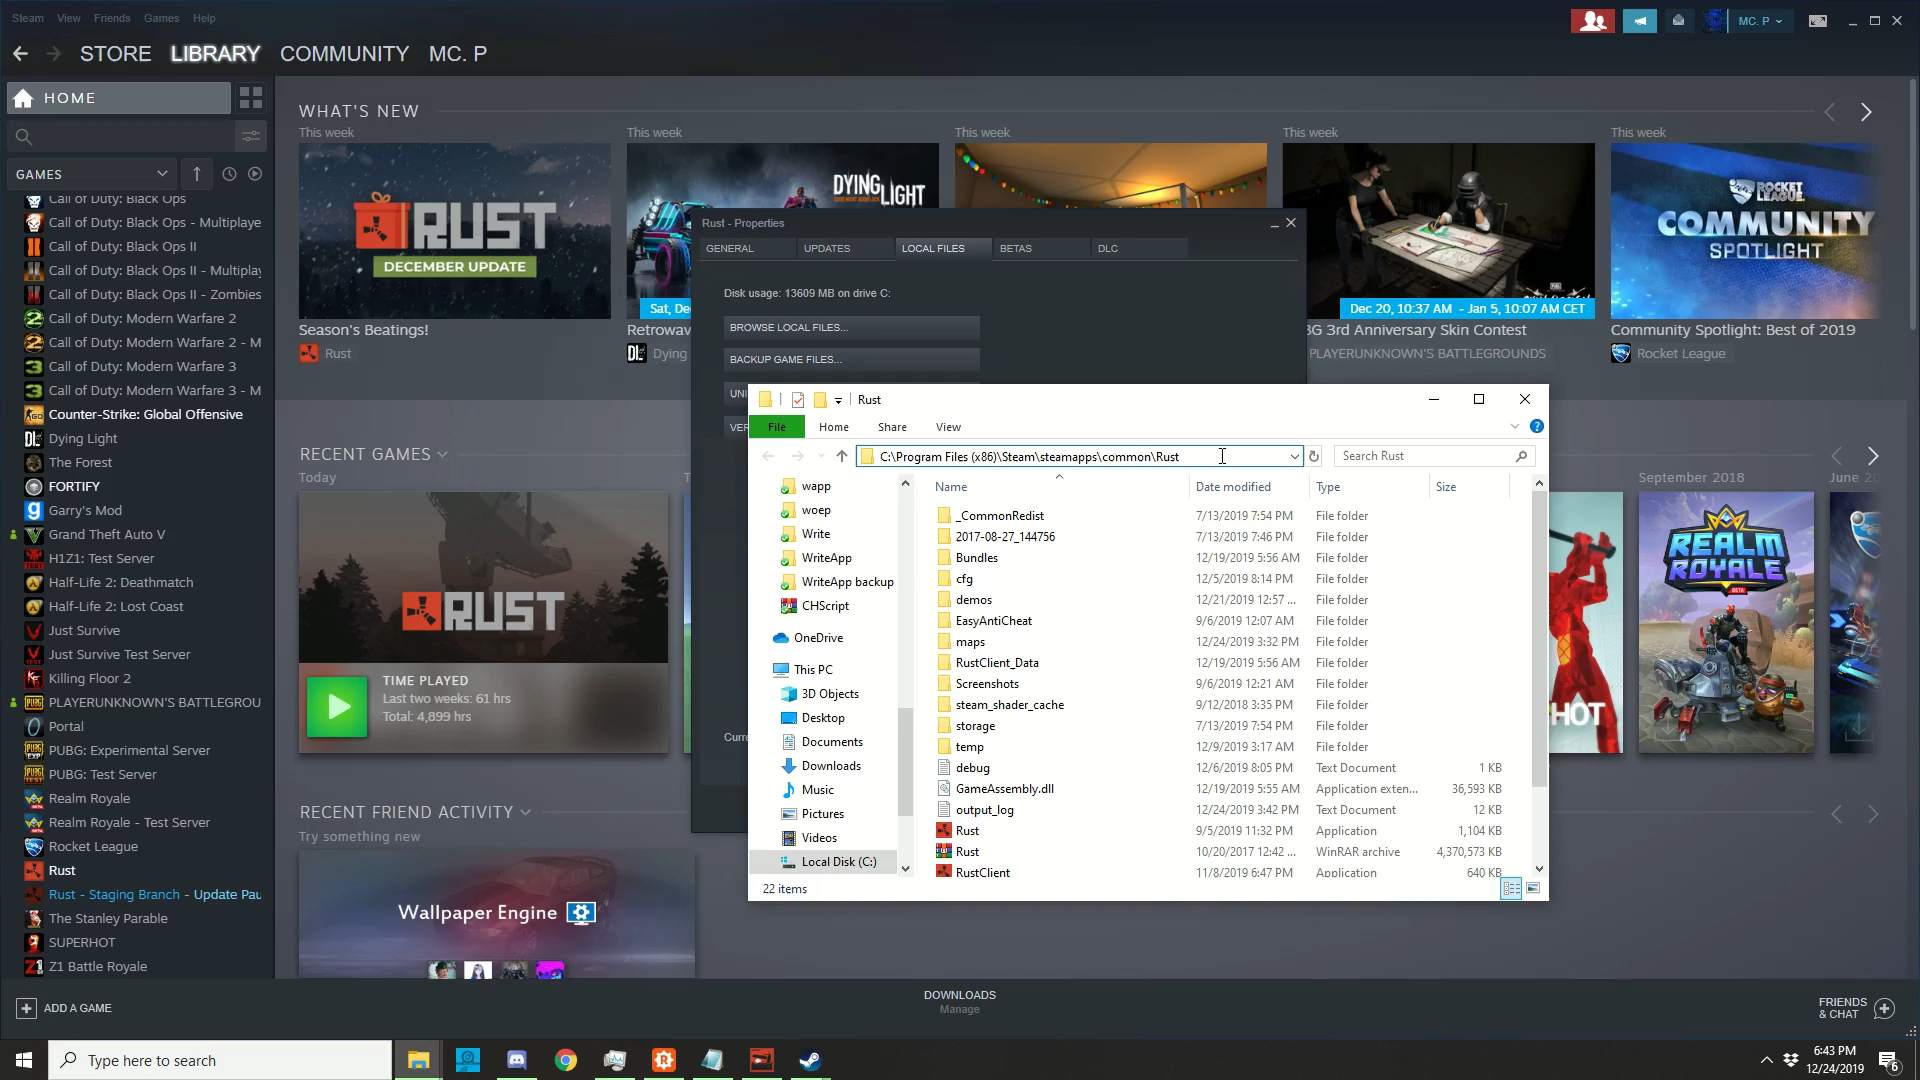 Steam View Friends Games Help
MC. P
STORE LIBRARY COMMUNITY MC. P
HOME
GAMES
Call of Duty: Black Ops
Call of Duty: Black Ops - Multiplaye
Call of Duty: Black Ops II
Call of Duty: Black Ops II - Multipla
Call of Duty: Black Ops II - Zombies
Call of Duty: Modern Warfare 2
Call of Duty: Modern Warfare 2 - M
Call of Duty: Modern Warfare 3
Call of Duty: Modern Warfare 3 - M
Counter-Strike: Global Offensive
Dying Light
The Forest
FORTIFY
Garry's Mod
Grand Theft Auto V
H1Z1: Test Server
Half-Life 2: Deathmatch
Half-Life 2: Lost Coast
Just Survive
Just Survive Test Server
Killing Floor 2
PLAYERUNKNOWN'S BATTLEGROU
Portal
PUBG: Experimental Server
PUBG: Test Server
Realm Royale
Realm Royale - Test Server
Rocket League
Rust
Rust - Staging Branch - Update Pau
The Stanley Parable
SUPERHOT
Z1 Battle Royale
ADD A GAME
WHAT'S NEW
This week
RUST
DECEMBER UPDATE
Season's Beatings!
Rust
This week
DYING LIGHT
Sat, De
Retrowav
Dying
This week
This week
Dec 20, 10:37 AM - Jan 5, 10:07 AM CET
BG 3rd Anniversary Skin Contest
PLAYERUNKNOWN'S BATTLEGROUNDS
This week
ROCKET LEAGUE
COMMUNITY
SPOTLIGHT
Community Spotlight: Best of 2019
Rocket League
RECENT GAMES
Today
RUST
TIME PLAYED
Last two weeks: 61 hrs
Total: 4,899 hrs
September 2018
REALM
ROYALE
June 20
HOT
RECENT FRIEND ACTIVITY
Try something new
Wallpaper Engine
Rust - Properties
GENERAL UPDATES LOCAL FILES BETAS DLC
Disk usage: 13609 MB on drive C:
BROWSE LOCAL FILES...
BACKUP GAME FILES...
UNI
VER
Curre
Rust
File Home Share View
C:\Program Files (x86)\Steam\steamapps\common\Rust
Search Rust
wapp
woep
Write
WriteApp
WriteApp backup
CHScript
OneDrive
This PC
3D Objects
Desktop
Documents
Downloads
Music
Pictures
Videos
Local Disk (C:)
Name Date modified Type Size
_CommonRedist 7/13/2019 7:54 PM File folder
2017-08-27_144756 7/13/2019 7:46 PM File folder
Bundles 12/19/2019 5:56 AM File folder
cfg 12/5/2019 8:14 PM File folder
demos 12/21/2019 12:57 ... File folder
EasyAntiCheat 9/6/2019 12:07 AM File folder
maps 12/24/2019 3:32 PM File folder
RustClient_Data 12/19/2019 5:56 AM File folder
Screenshots 9/6/2019 12:21 AM File folder
steam_shader_cache 9/12/2018 3:35 PM File folder
storage 7/13/2019 7:54 PM File folder
temp 12/9/2019 3:17 AM File folder
debug 12/6/2019 8:05 PM Text Document 1 KB
GameAssembly.dll 12/19/2019 5:55 AM Application exten... 36,593 KB
output_log 12/24/2019 3:42 PM Text Document 12 KB
Rust 9/5/2019 11:32 PM Application 1,104 KB
Rust 10/20/2017 12:42 ... WinRAR archive 4,370,573 KB
RustClient 11/8/2019 6:47 PM Application 640 KB
22 items
DOWNLOADS
Manage
FRIENDS
& CHAT
Type here to search
6:43 PM
12/24/2019
6